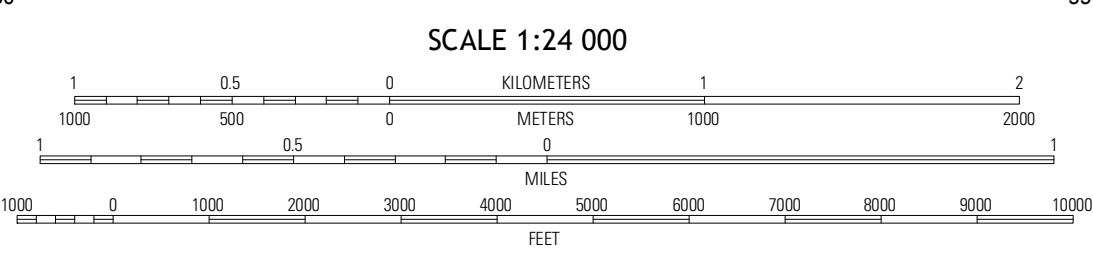 SCALE 1:24 000
1 0.5 0 KILOMETERS 1 2
1000 500 0 METERS 1000 2000
1 0.5 0 1
MILES
1000 0 1000 2000 3000 4000 5000 6000 7000 8000 9000 10000
FEET